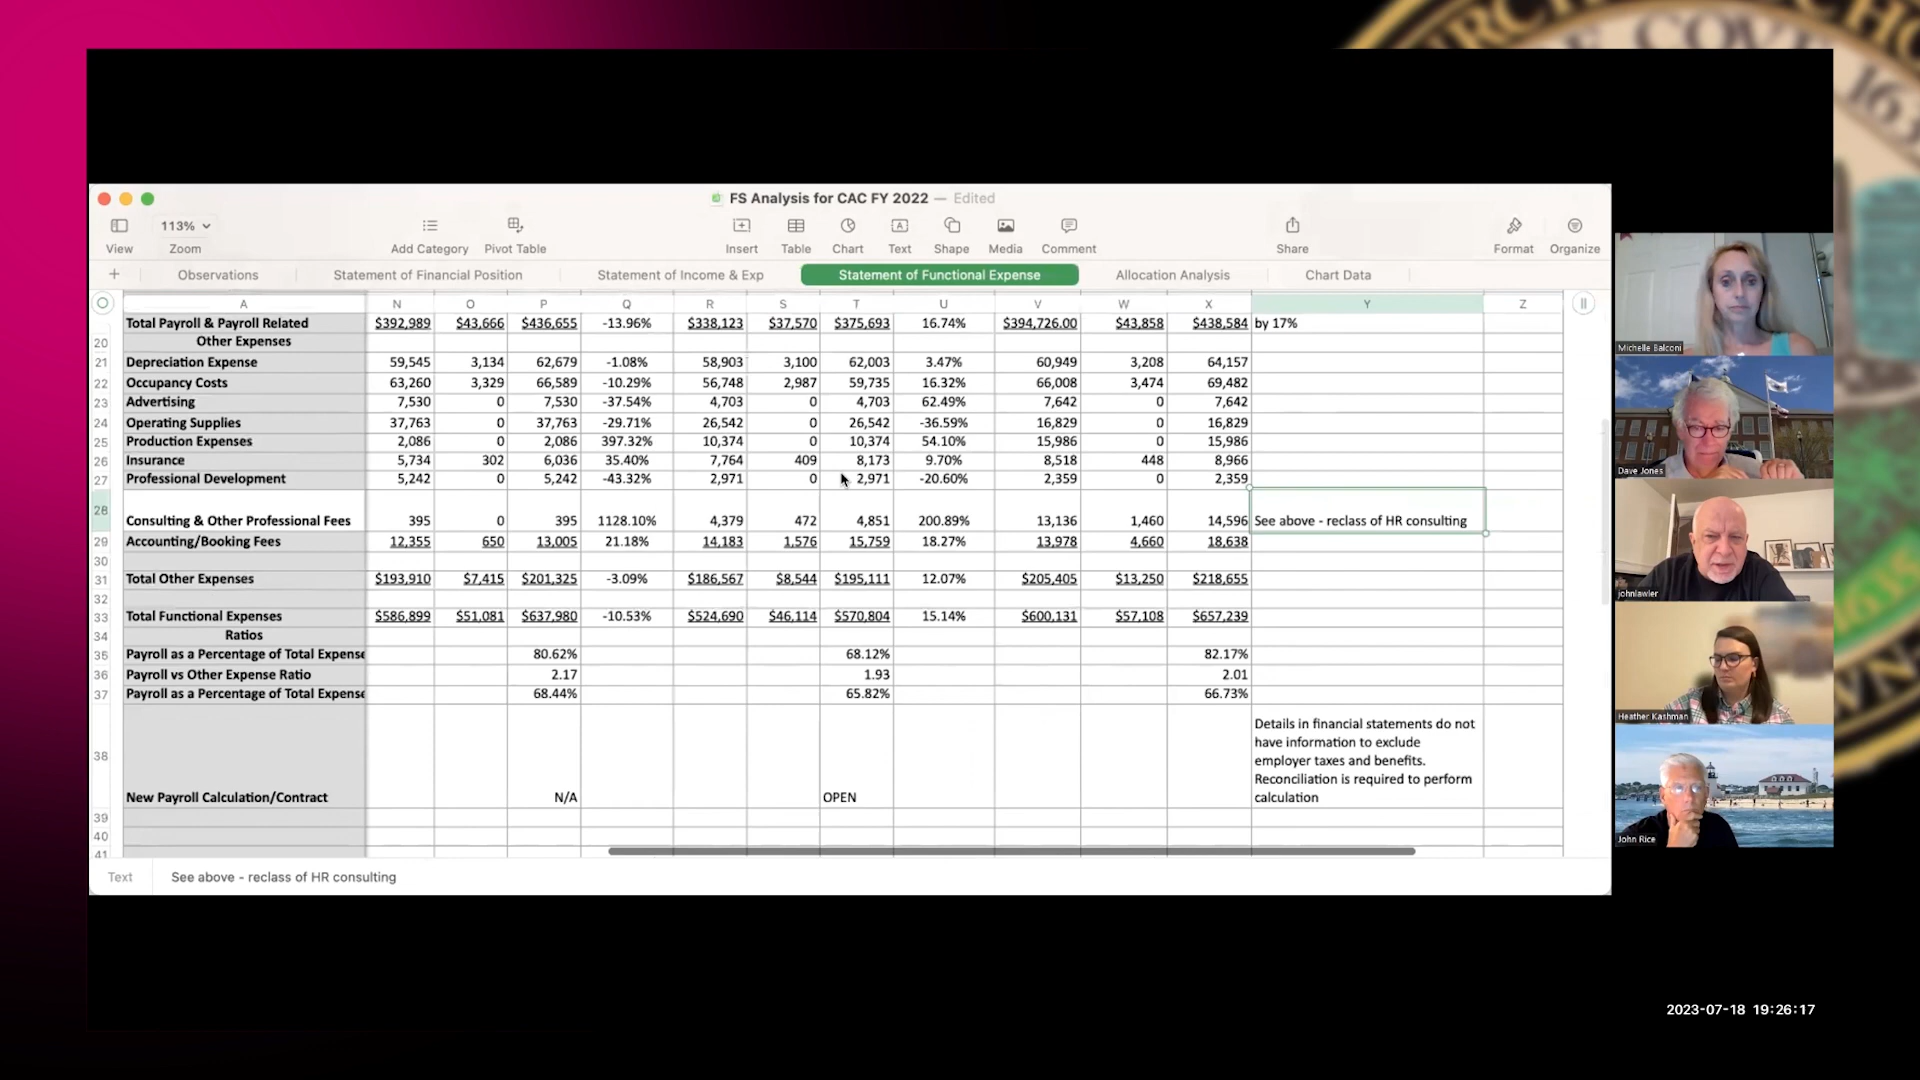 FS Analysis for CAC FY 2022 — Edited
113%
View Zoom Add Category Pivot Table Insert Table Chart Text Shape Media Comment Share Format Organize
+ Observations Statement of Financial Position Statement of Income & Exp Statement of Functional Expense Allocation Analysis Chart Data
A N O P Q R S T U V W X Y Z
Total Payroll & Payroll Related $392,989 $43,666 $436,655 -13.96% $338,123 $37,570 $375,693 16.74% $394,726.00 $43,858 $438,584 by 17%
20 Other Expenses
21 Depreciation Expense 59,545 3,134 62,679 -1.08% 58,903 3,100 62,003 3.47% 60,949 3,208 64,157
22 Occupancy Costs 63,260 3,329 66,589 -10.29% 56,748 2,987 59,735 16.32% 66,008 3,474 69,482
23 Advertising 7,530 0 7,530 -37.54% 4,703 0 4,703 62.49% 7,642 0 7,642
24 Operating Supplies 37,763 0 37,763 -29.71% 26,542 0 26,542 -36.59% 16,829 0 16,829
25 Production Expenses 2,086 0 2,086 397.32% 10,374 0 10,374 54.10% 15,986 0 15,986
26 Insurance 5,734 302 6,036 35.40% 7,764 409 8,173 9.70% 8,518 448 8,966
27 Professional Development 5,242 0 5,242 -43.32% 2,971 0 2,971 -20.60% 2,359 0 2,359
28 Consulting & Other Professional Fees 395 0 395 1128.10% 4,379 472 4,851 200.89% 13,136 1,460 14,596 See above - reclass of HR consulting
29 Accounting/Booking Fees 12,355 650 13,005 21.18% 14,183 1,576 15,759 18.27% 13,978 4,660 18,638
30
31 Total Other Expenses $193,910 $7,415 $201,325 -3.09% $186,567 $8,544 $195,111 12.07% $205,405 $13,250 $218,655
32
33 Total Functional Expenses $586,899 $51,081 $637,980 -10.53% $524,690 $46,114 $570,804 15.14% $600,131 $57,108 $657,239
34 Ratios
35 Payroll as a Percentage of Total Expense 80.62% 68.12% 82.17%
36 Payroll vs Other Expense Ratio 2.17 1.93 2.01
37 Payroll as a Percentage of Total Expense 68.44% 65.82% 66.73%
Details in financial statements do not
have information to exclude
38 employer taxes and benefits.
Reconciliation is required to perform
New Payroll Calculation/Contract N/A OPEN calculation
39
40
41
Text See above - reclass of HR consulting
Michelle Balconi
Dave Jones
johnlawler
Heather Kashman
John Rice
2023-07-18 19:26:17